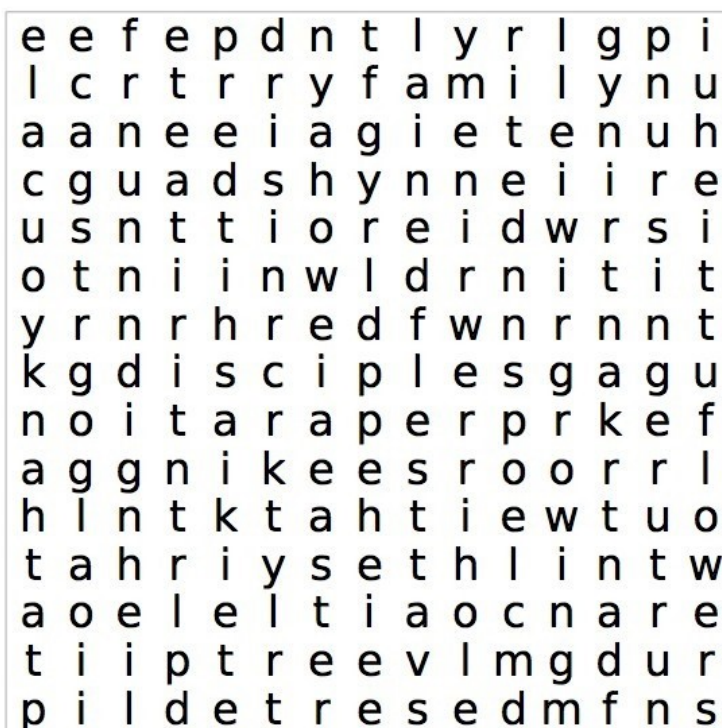 e e f e p d n t l y r l g p i
l c r t r r y f a m i l y n u
a a n e e i a g i e t e n u h
c g u a d s h y n n e i i r e
u s n t t i o r e i d w r s i
o t n i i n w l d r n i t i t
y r n r h r e d f w n r n n t
k g d i s c i p l e s g a g u
n o i t a r a p e r p r k e f
a g g n i k e e s r o o r r l
h l n t k t a h t i e w t u o
t a h r i y s e t h l i n t w
a o e l e l t i a o c n a r e
t i i p t r e e v l m g d u r
p i l d e t r e s e d m f n s